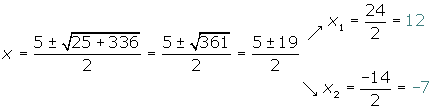 x₁ = 24/2 = 12
x = (5 ± √(25 + 336))/2 = (5 ± √361)/2 = (5 ± 19)/2
x₂ = –14/2 = –7